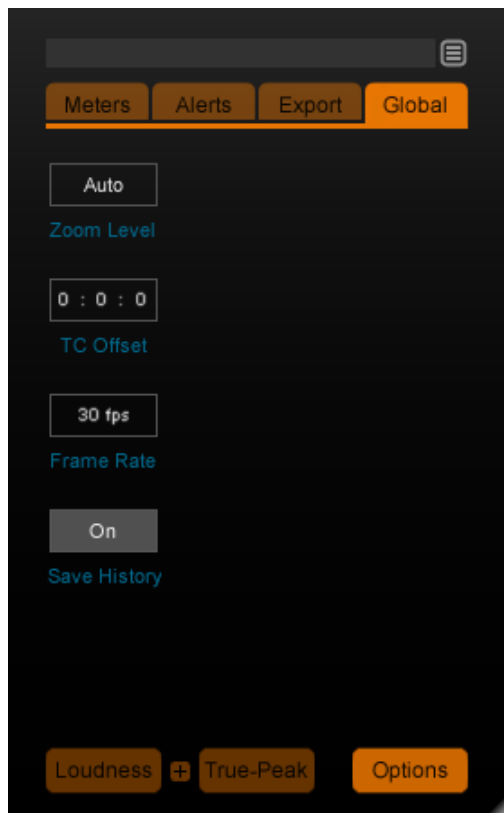 Meters Alerts Export Global
Auto
Zoom Level
0 : 0 : 0
TC Offset
30 fps
Frame Rate
On
Save History
Loudness + True-Peak Options